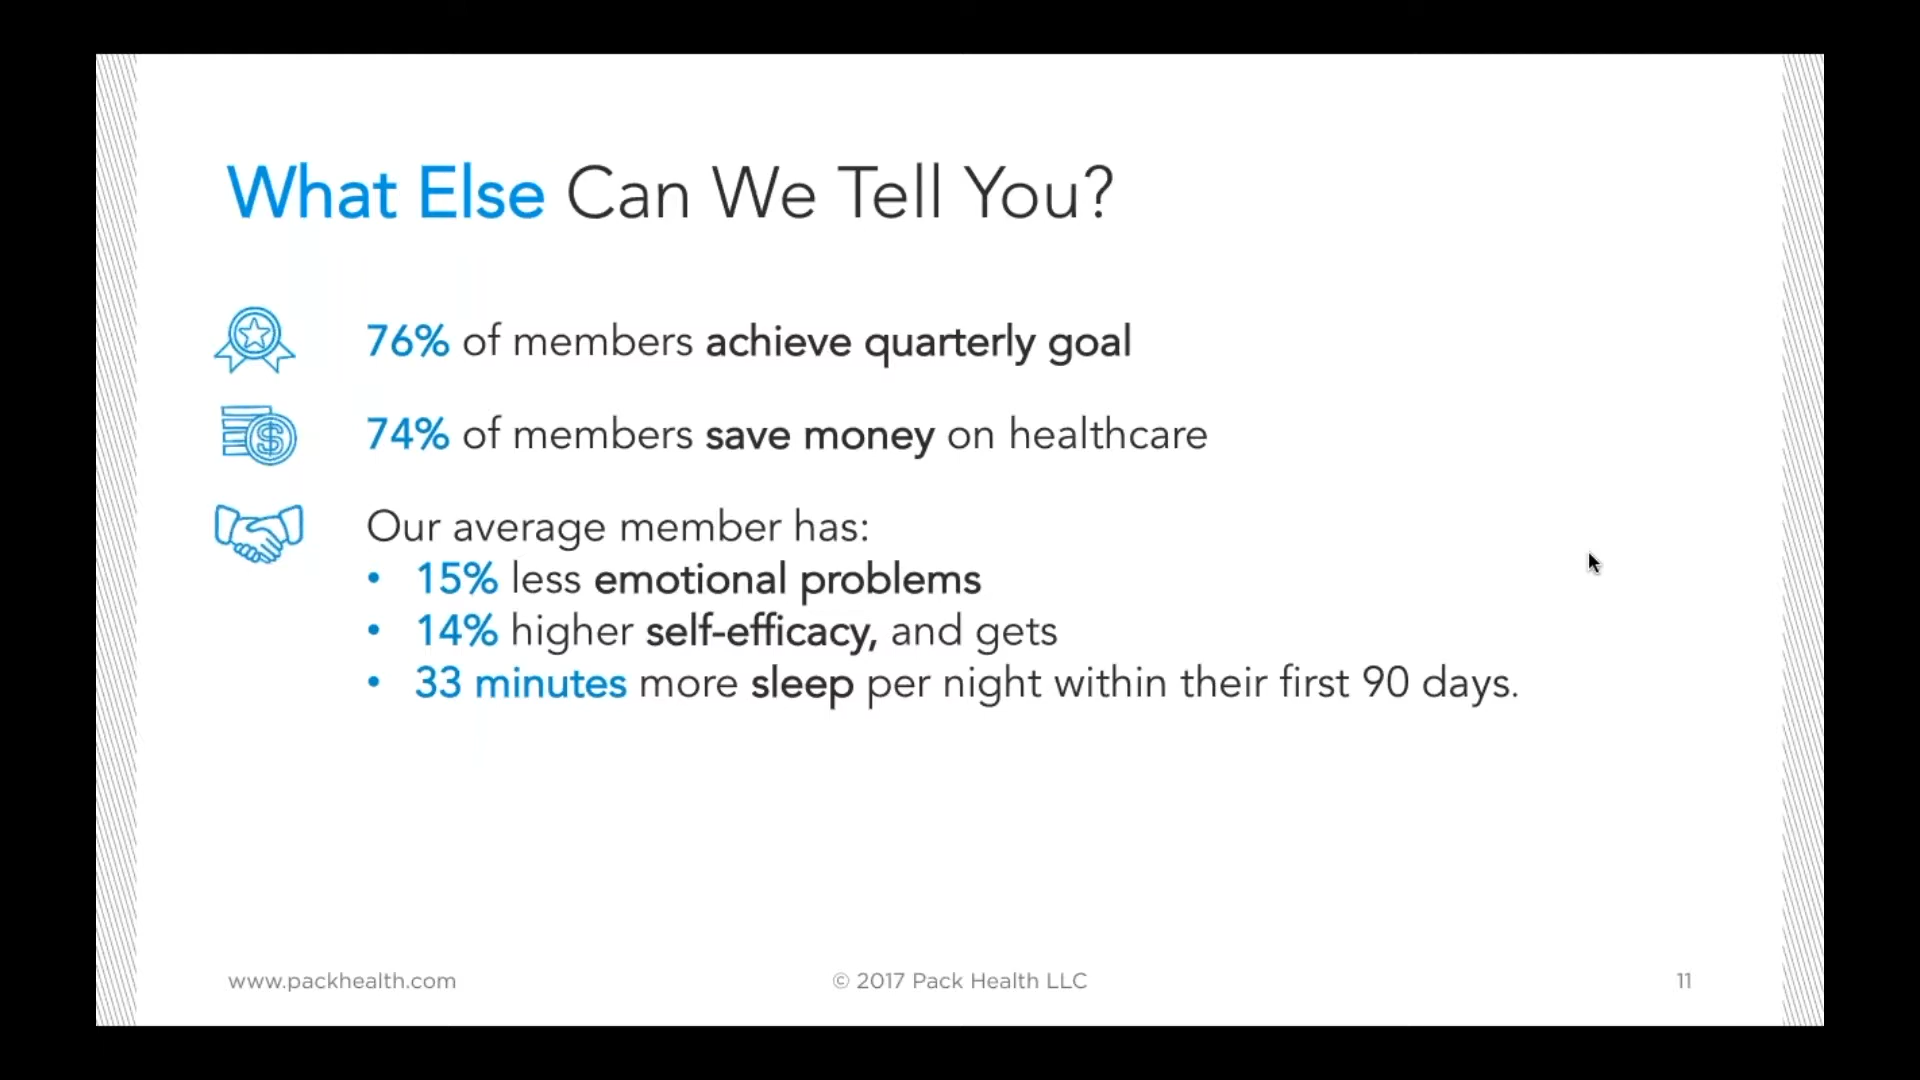 What Else Can We Tell You?
76% of members achieve quarterly goal
$
74% of members save money on healthcare
Our average member has:
• 15% less emotional problems
• 14% higher self-efficacy, and gets
• 33 minutes more sleep per night within their first 90 days.
www.packhealth.com
© 2017 Pack Health LLC
11